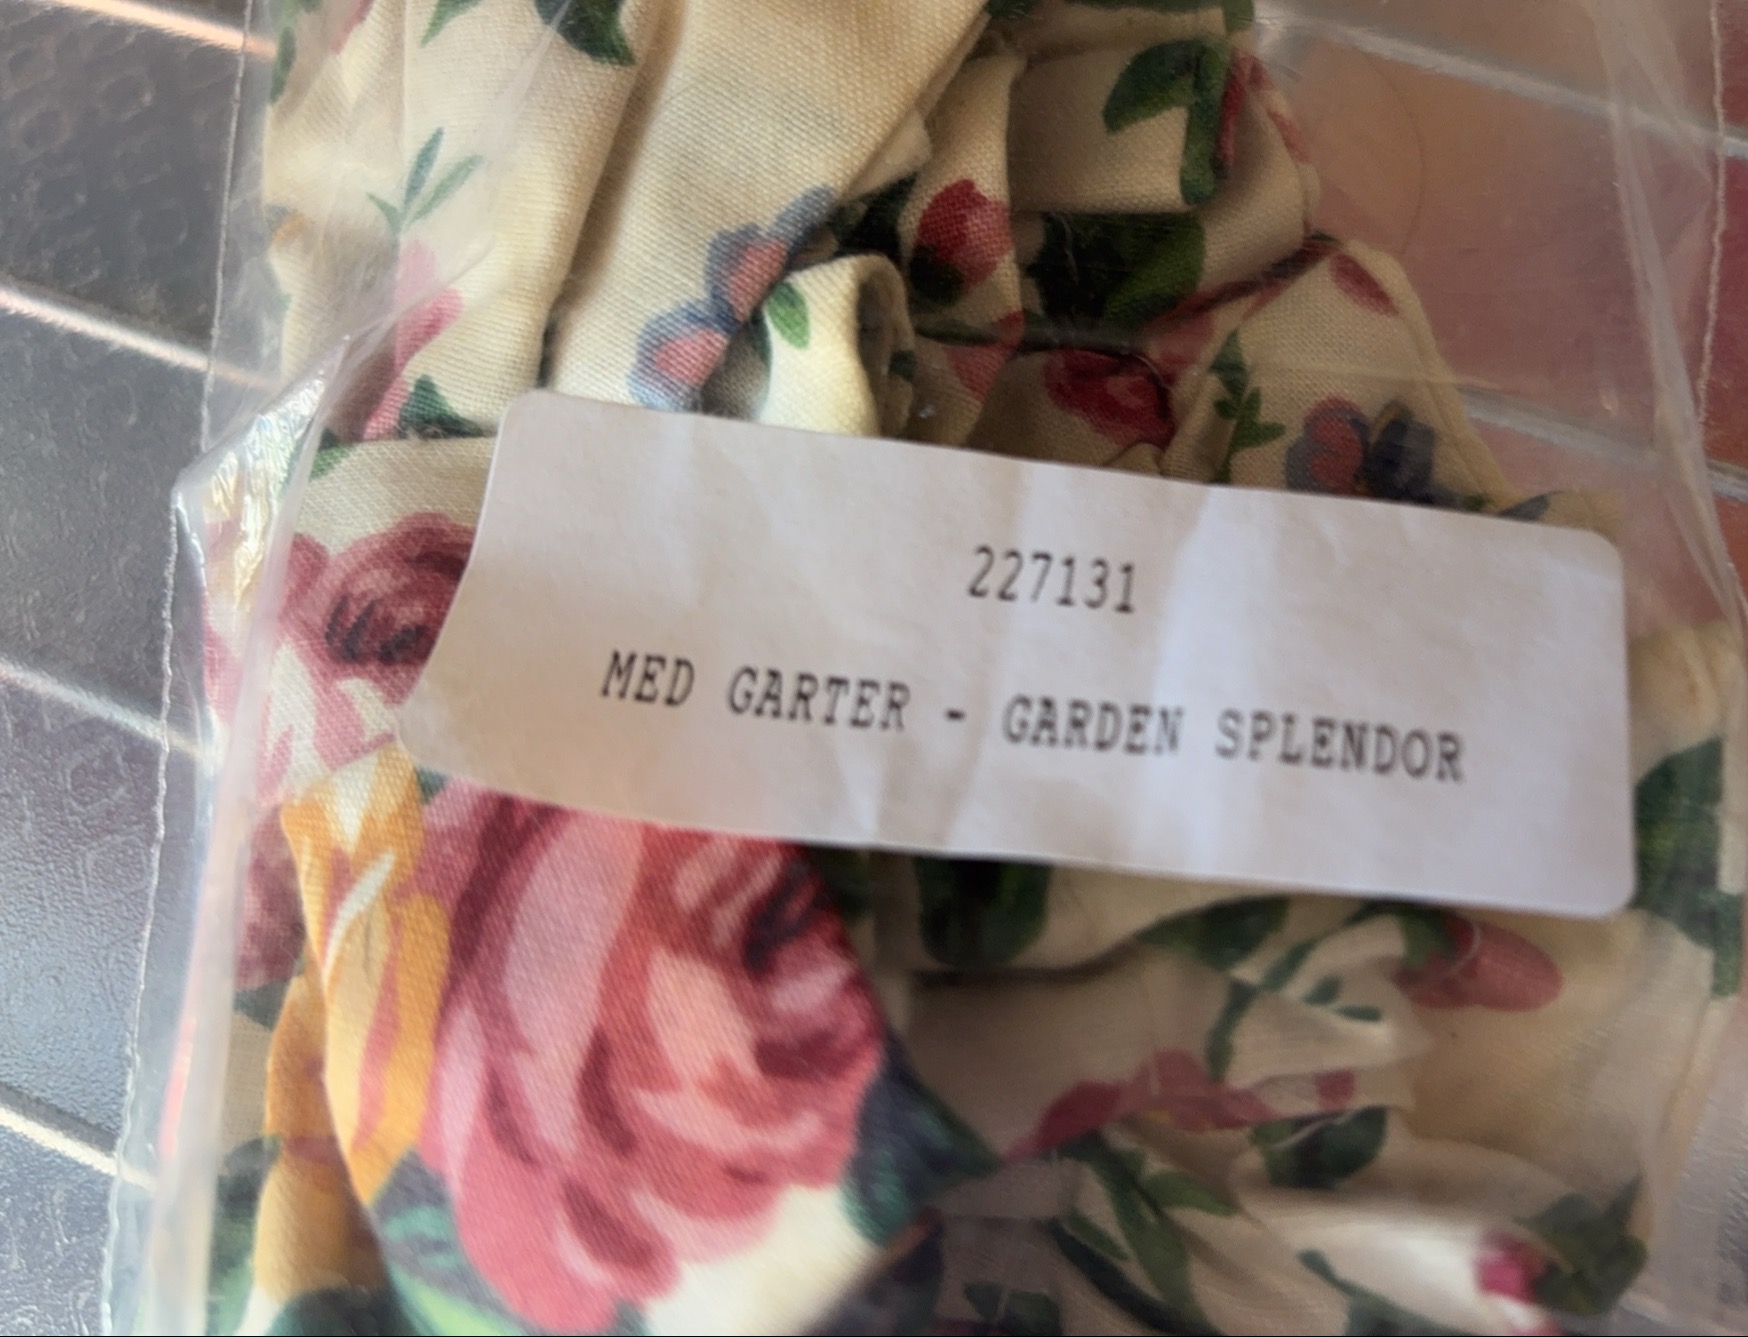 227131
MED GARTER - GARDEN SPLENDOR